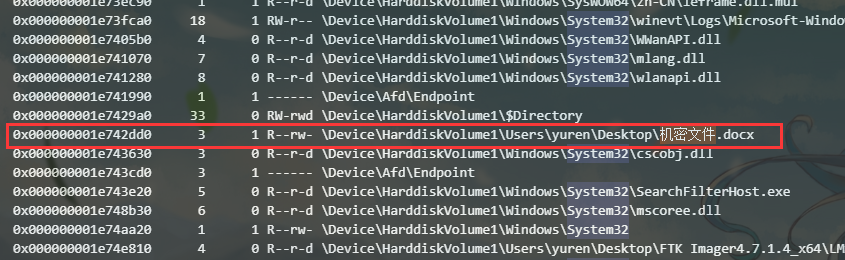 0x000000001e73ec90 1 1 R--r-d \Device\HarddiskVolume1\Windows\SysWOW64\zh-CN\ieframe.dll.mui
0x000000001e73fca0 18 1 RW-r-- \Device\HarddiskVolume1\Windows\System32\winevt\Logs\Microsoft-Window
0x000000001e7405b0 4 0 R--r-d \Device\HarddiskVolume1\Windows\System32\WWanAPI.dll
0x000000001e741070 7 0 R--r-d \Device\HarddiskVolume1\Windows\System32\mlang.dll
0x000000001e741280 8 0 R--r-d \Device\HarddiskVolume1\Windows\System32\wlanapi.dll
0x000000001e741990 1 1 ------ \Device\Afd\Endpoint
0x000000001e7429a0 33 0 RW-rwd \Device\HarddiskVolume1\$Directory
0x000000001e742dd0 3 1 R--rw- \Device\HarddiskVolume1\Users\yuren\Desktop\机密文件.docx
0x000000001e743630 3 0 R--r-d \Device\HarddiskVolume1\Windows\System32\cscobj.dll
0x000000001e743cd0 3 1 ------ \Device\Afd\Endpoint
0x000000001e743e20 5 0 R--r-d \Device\HarddiskVolume1\Windows\System32\SearchFilterHost.exe
0x000000001e748b30 6 0 R--r-d \Device\HarddiskVolume1\Windows\System32\mscoree.dll
0x000000001e74aa20 1 1 R--rw- \Device\HarddiskVolume1\Windows\System32
0x000000001e74e810 4 0 R--r-d \Device\HarddiskVolume1\Users\yuren\Desktop\FTK Imager4.7.1.4_x64\LM